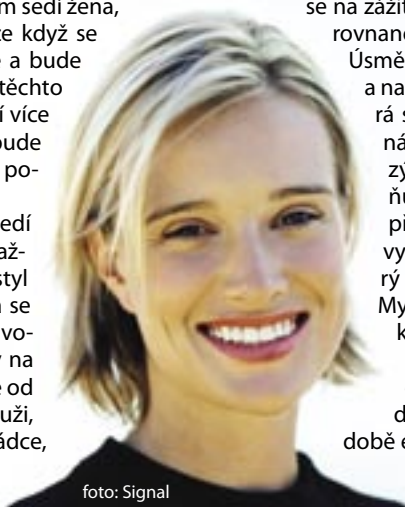 m sedí žena,
že když se
a bude
těchto
í více
bude
po-
edí
až-
styl
se
vo-
na
e od
uži,
ádce,
se na zážit
rovnano
Úsmě
a na
rá s
ná
zý
ňu
př
vy
rý
My
k
d
době e
foto: Signal